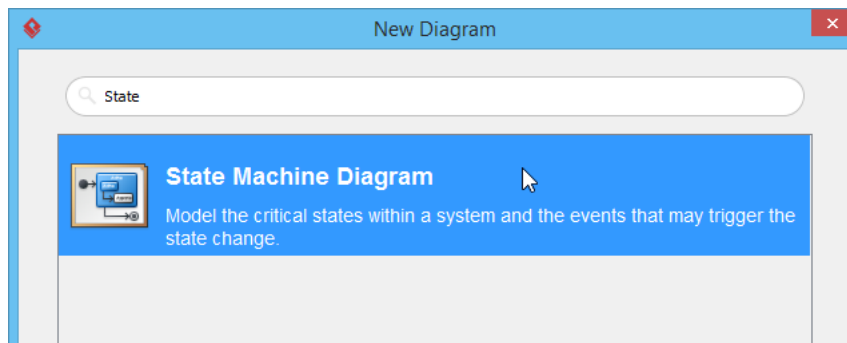 New Diagram
State
State Machine Diagram
Model the critical states within a system and the events that may trigger the
state change.